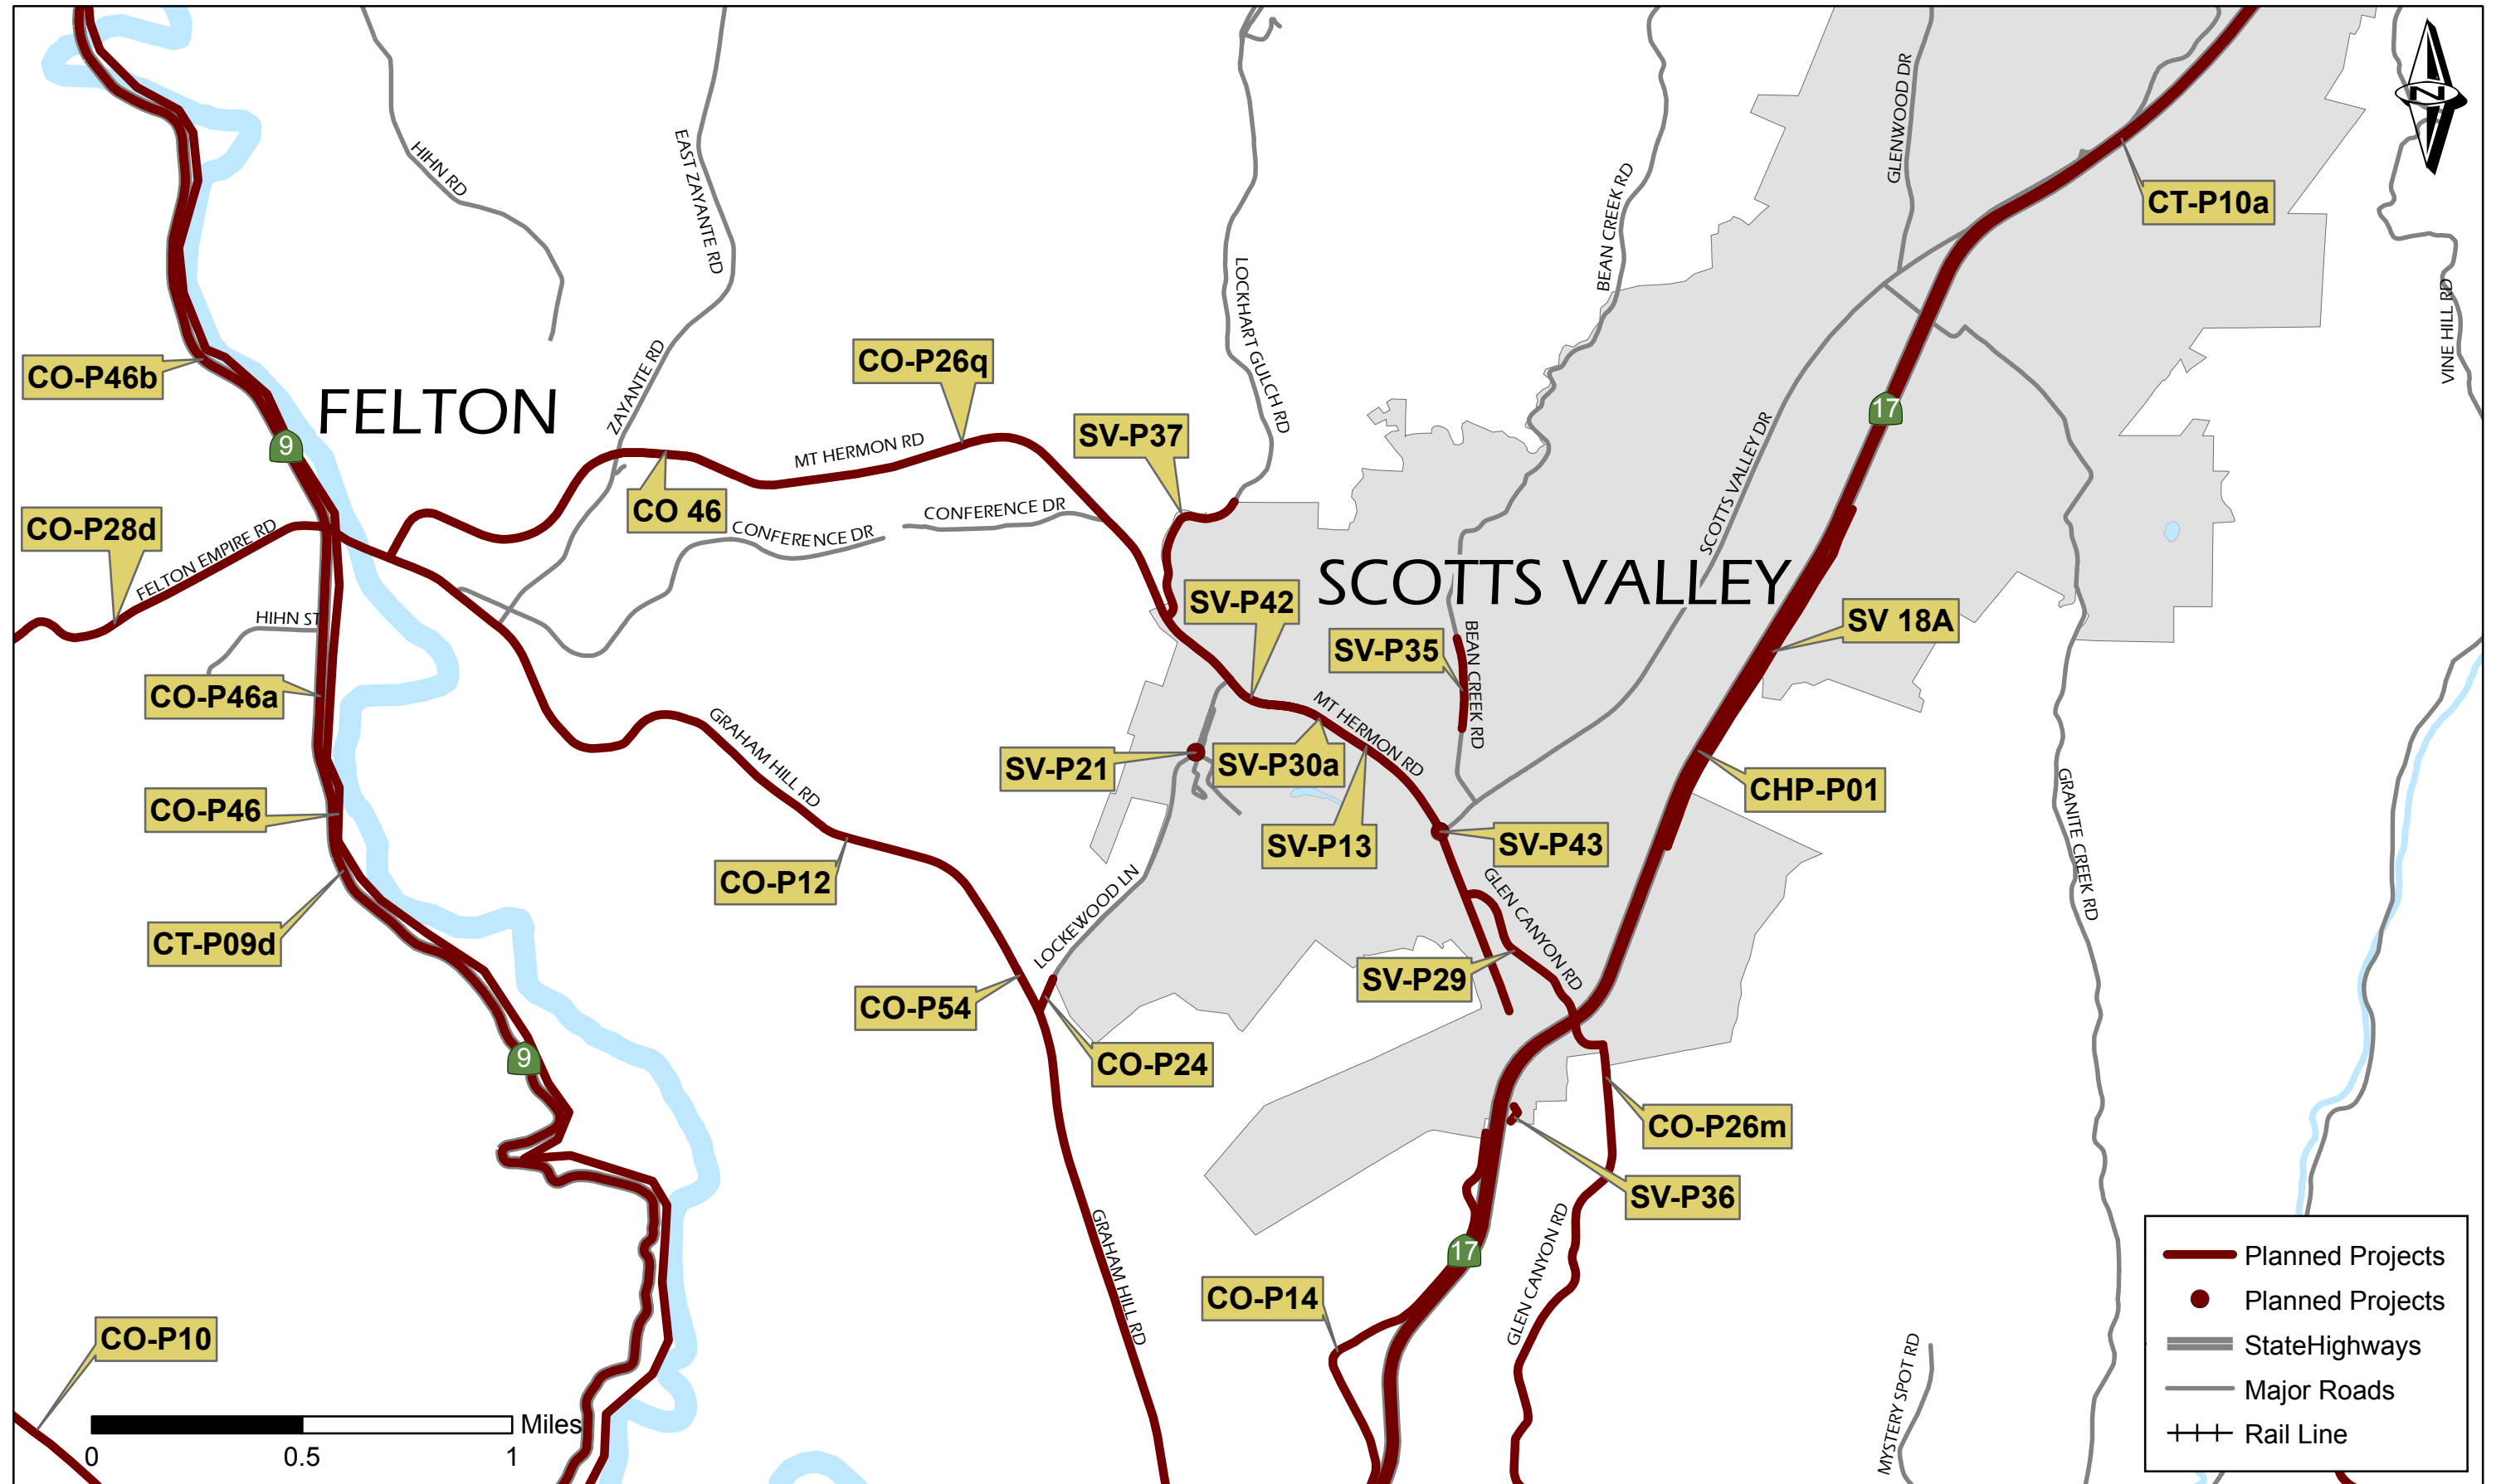 HIHN RD
EAST ZAYANTE RD
GLENWOOD DR
N
CT-P10a
BEAN CREEK RD
LOCKHART GULCH RD
VINE HILL RD
CO-P46b
FELTON
9
ZAYANTE RD
CO-P26q
MT HERMON RD
SV-P37
17
SCOTTS VALLEY DR
CO 46
CO-P28d
FELTON EMPIRE RD
CONFERENCE DR
CONFERENCE DR
SCOTTS VALLEY
HIHN ST
SV-P42
SV 18A
SV-P35
BEAN CREEK RD
CO-P46a
GRAHAM HILL RD
MT HERMON RD
SV-P21
SV-P30a
CHP-P01
CO-P46
SV-P13
SV-P43
GRANITE CREEK RD
CO-P12
LOCKEWOOD LN
GLEN CANYON RD
CT-P09d
SV-P29
CO-P54
9
CO-P24
CO-P26m
SV-P36
GRAHAM HILL RD
17
GLEN CANYON RD
CO-P14
CO-P10
MYSTERY SPOT RD
Miles
0 0.5 1
Planned Projects
Planned Projects
StateHighways
Major Roads
Rail Line